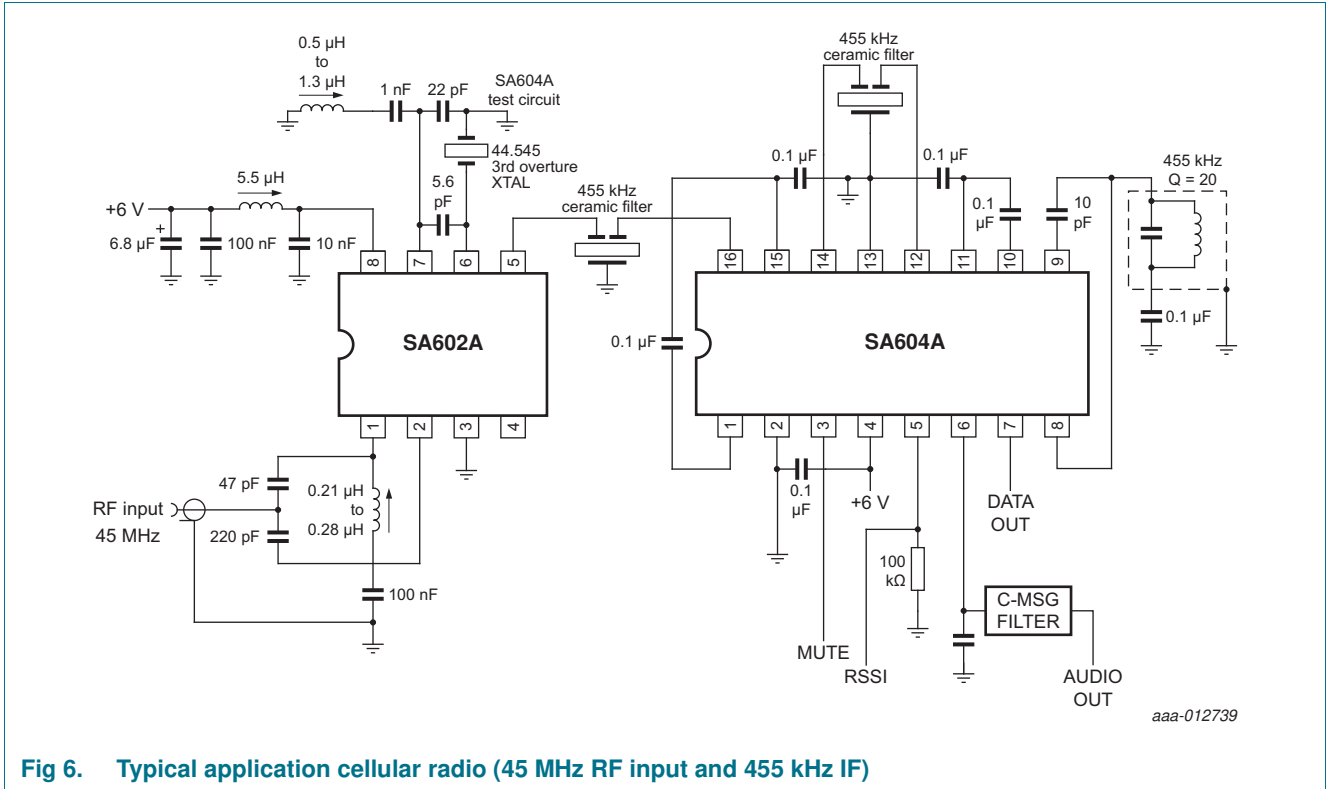 0.5 μH
to
1.3 μH
1 nF
22 pF
SA604A
test circuit
44.545
3rd overture
XTAL
5.6
pF
5.5 μH
+6 V
+
6.8 μF
100 nF
10 nF
455 kHz
ceramic filter
455 kHz
ceramic filter
0.1 μF
0.1 μF
0.1
μF
10
pF
455 kHz
Q = 20
0.1 μF
8
7
6
5
SA602A
1
2
3
4
0.1 μF
16
15
14
13
12
11
10
9
SA604A
1
2
3
4
5
6
7
8
47 pF
220 pF
0.21 μH
to
0.28 μH
RF input
45 MHz
100 nF
0.1
μF
+6 V
DATA
OUT
100
kΩ
MUTE
RSSI
C-MSG
FILTER
AUDIO
OUT
aaa-012739
Fig 6. Typical application cellular radio (45 MHz RF input and 455 kHz IF)